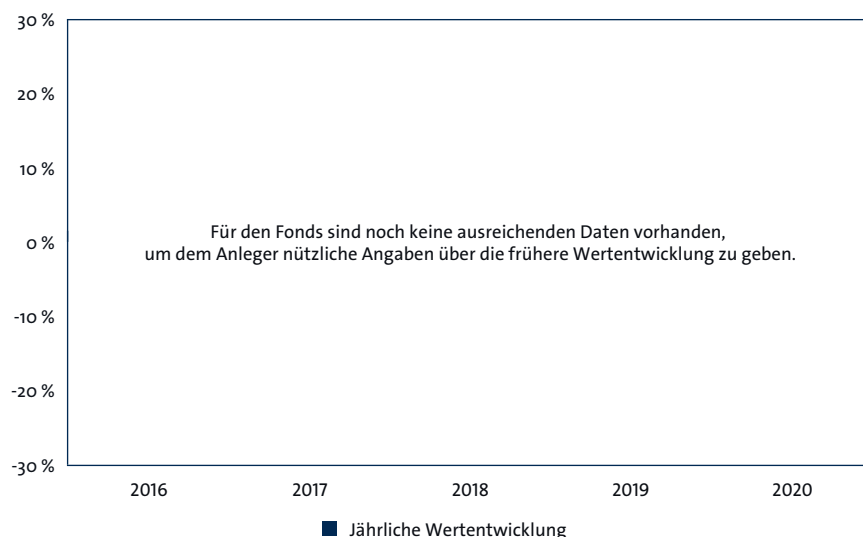 30 %
20 %
10 %
0 %
-10 %
-20 %
-30 %
Für den Fonds sind noch keine ausreichenden Daten vorhanden,
um dem Anleger nützliche Angaben über die frühere Wertentwicklung zu geben.
2016 2017 2018 2019 2020
Jährliche Wertentwicklung